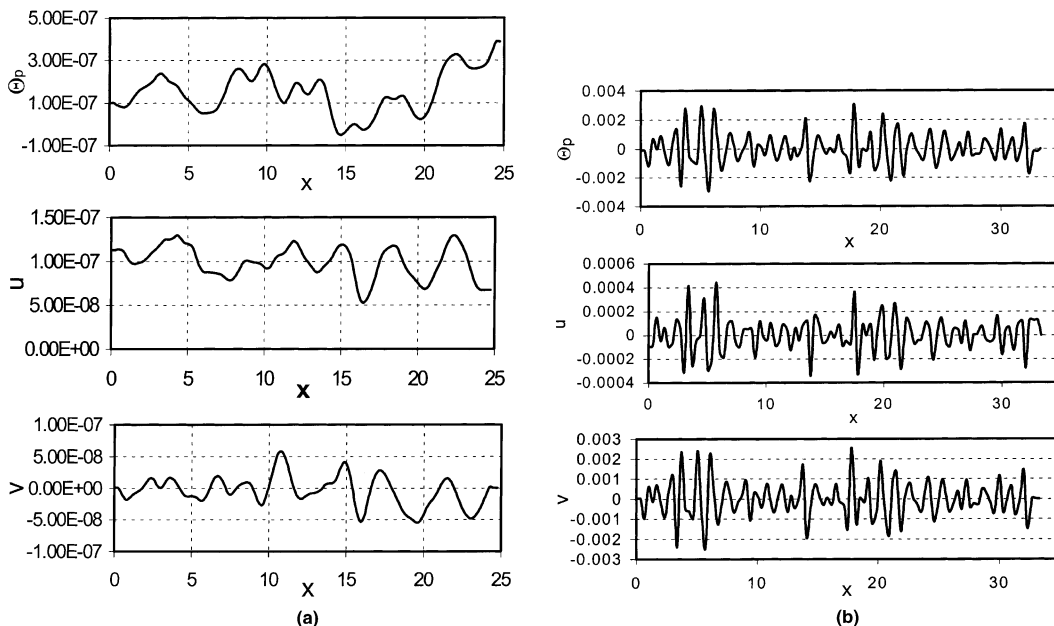 5.00E-07
3.00E-07
1.00E-07
-1.00E-07
Θp
0 5 10 15 20 25
x
1.50E-07
1.00E-07
5.00E-08
0.00E+00
u
0 5 10 15 20 25
x
1.00E-07
5.00E-08
0.00E+00
-5.00E-08
-1.00E-07
v
0 5 10 15 20 25
x
(a)
0.004
0.002
0
-0.002
-0.004
Θp
0 10 20 30
x
0.0006
0.0004
0.0002
0
-0.0002
-0.0004
u
0 10 20 30
x
0.003
0.002
0.001
0
-0.001
-0.002
-0.003
v
0 10 20 30
x
(b)